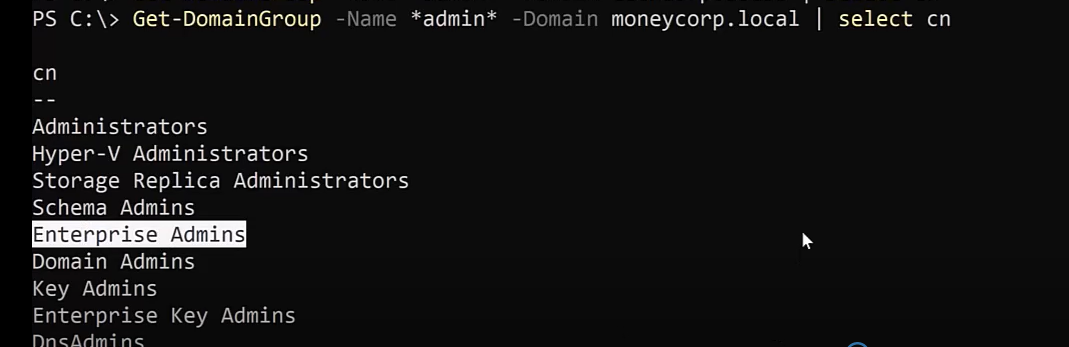 PS C:\> Get-DomainGroup -Name *admin* -Domain moneycorp.local | select cn
cn
--
Administrators
Hyper-V Administrators
Storage Replica Administrators
Schema Admins
Enterprise Admins
Domain Admins
Key Admins
Enterprise Key Admins
DnsAdmins